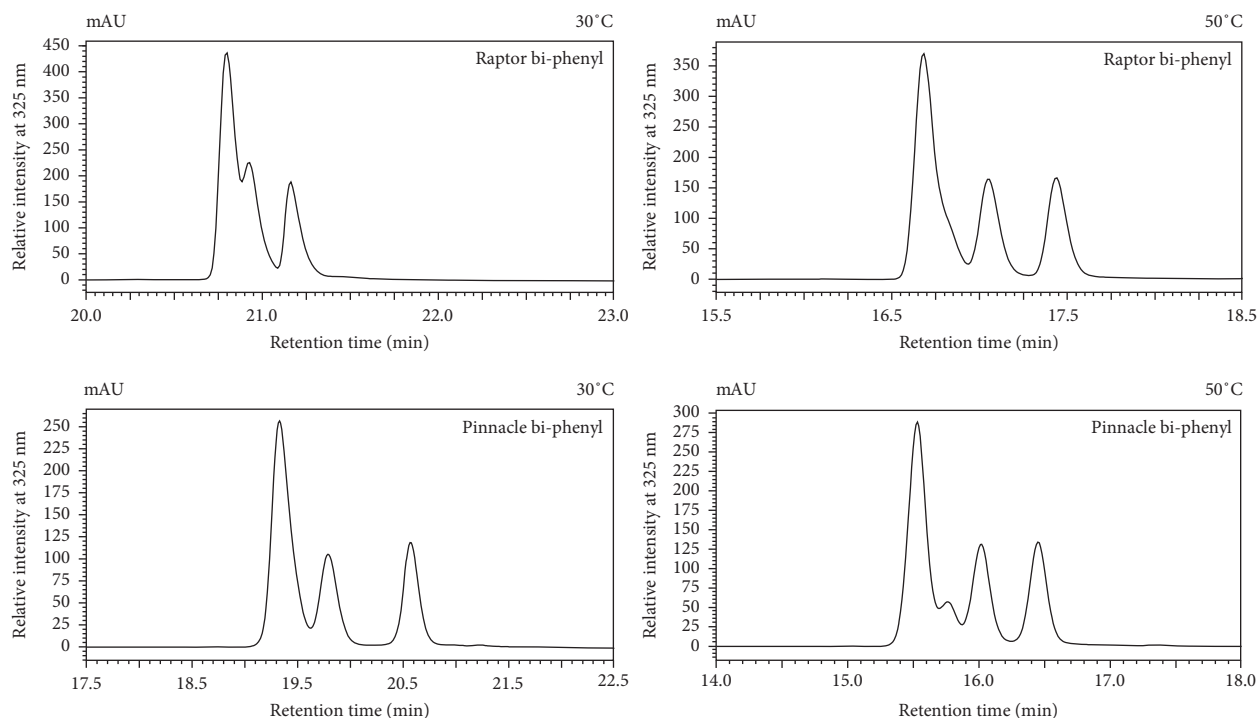 mAU 30˚C
Raptor bi-phenyl
Relative intensity at 325 nm
450
400
350
300
250
200
150
100
50
0
20.0 21.0 22.0 23.0
Retention time (min)
mAU 50˚C
Raptor bi-phenyl
Relative intensity at 325 nm
350
300
250
200
150
100
50
0
15.5 16.5 17.5 18.5
Retention time (min)
mAU 30˚C
Pinnacle bi-phenyl
Relative intensity at 325 nm
250
225
200
175
150
125
100
75
50
25
0
17.5 18.5 19.5 20.5 21.5 22.5
Retention time (min)
mAU 50˚C
Pinnacle bi-phenyl
Relative intensity at 325 nm
300
275
250
225
200
175
150
125
100
75
50
25
0
14.0 15.0 16.0 17.0 18.0
Retention time (min)